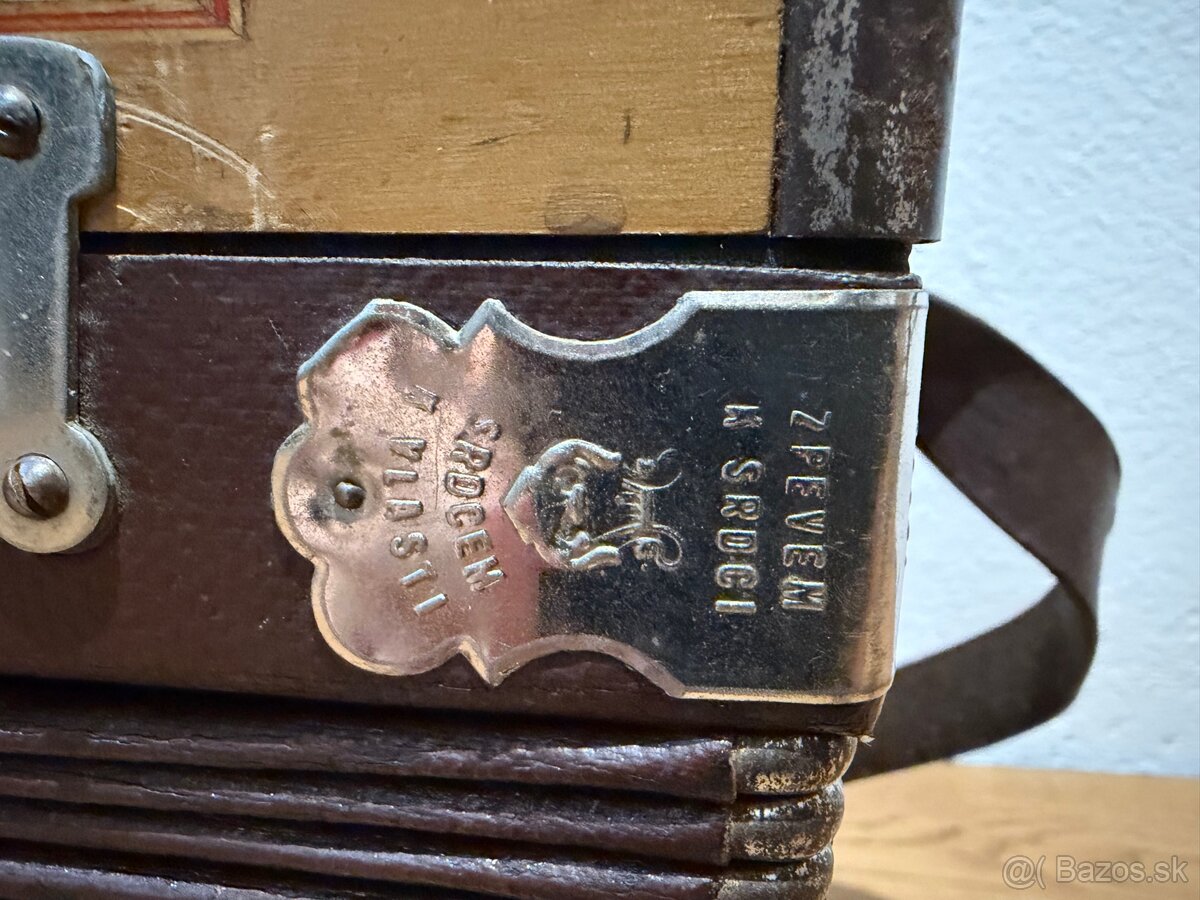 ZPEVEM
K SRDCI
SRDCEM
K VLASTI
@( Bazos.sk